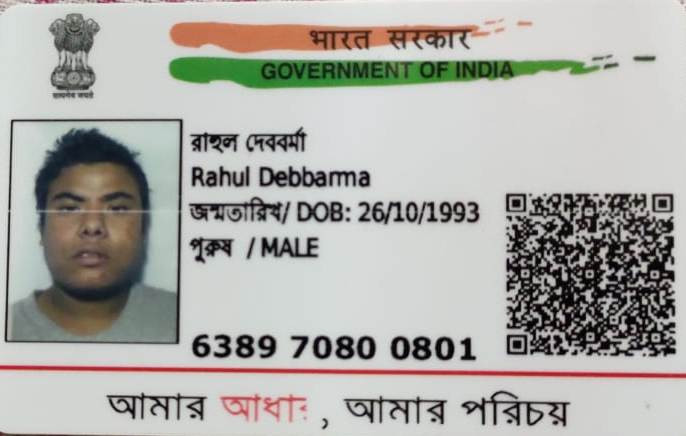 भारत सरकार
GOVERNMENT OF INDIA
सत्यमेव जयते
রাহুল দেববর্মা
Rahul Debbarma
জন্মতারিখ/ DOB: 26/10/1993
পুরুষ / MALE
6389 7080 0801
আমার আধার, আমার পরিচয়